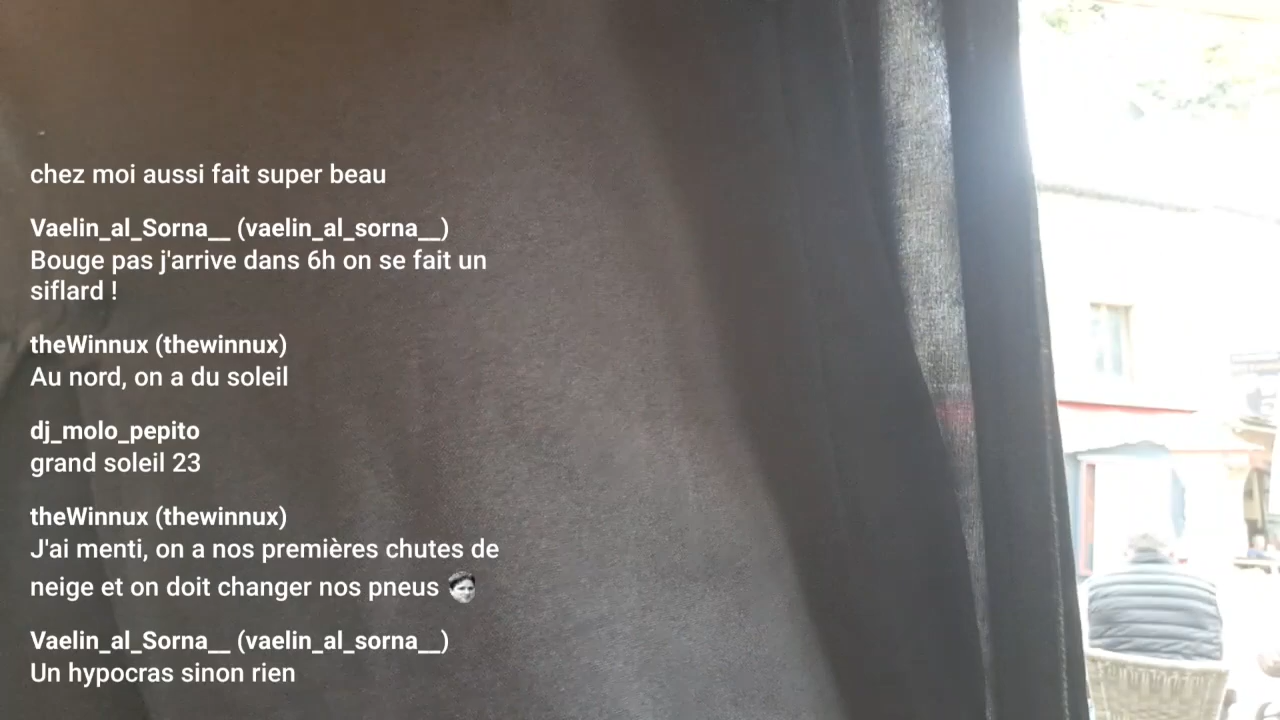 chez moi aussi fait super beau
Vaelin_al_Sorna__ (vaelin_al_sorna__)
Bouge pas j'arrive dans 6h on se fait un
siflard !
theWinnux (thewinnux)
Au nord, on a du soleil
dj_molo_pepito
grand soleil 23
theWinnux (thewinnux)
J'ai menti, on a nos premières chutes de
neige et on doit changer nos pneus
Vaelin_al_Sorna__ (vaelin_al_sorna__)
Un hypocras sinon rien